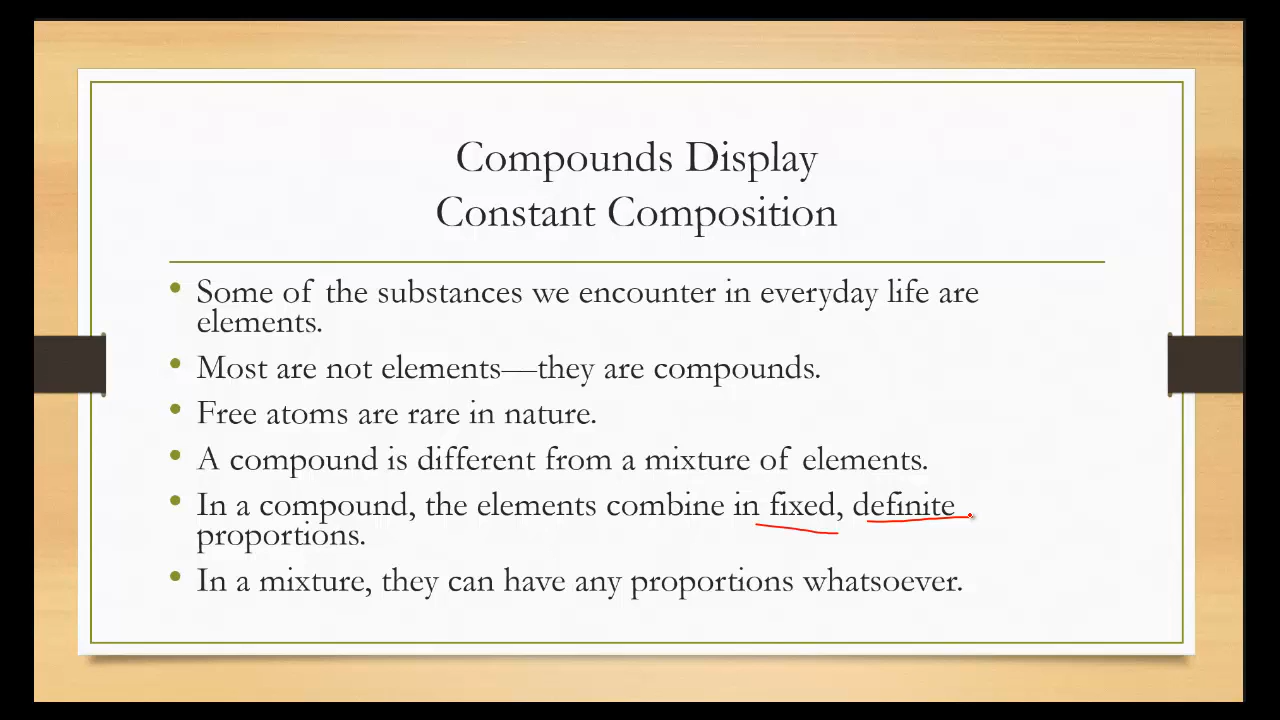 Compounds Display
Constant Composition
• Some of the substances we encounter in everyday life are
elements.
• Most are not elements—they are compounds.
• Free atoms are rare in nature.
• A compound is different from a mixture of elements.
• In a compound, the elements combine in fixed, definite
proportions.
• In a mixture, they can have any proportions whatsoever.